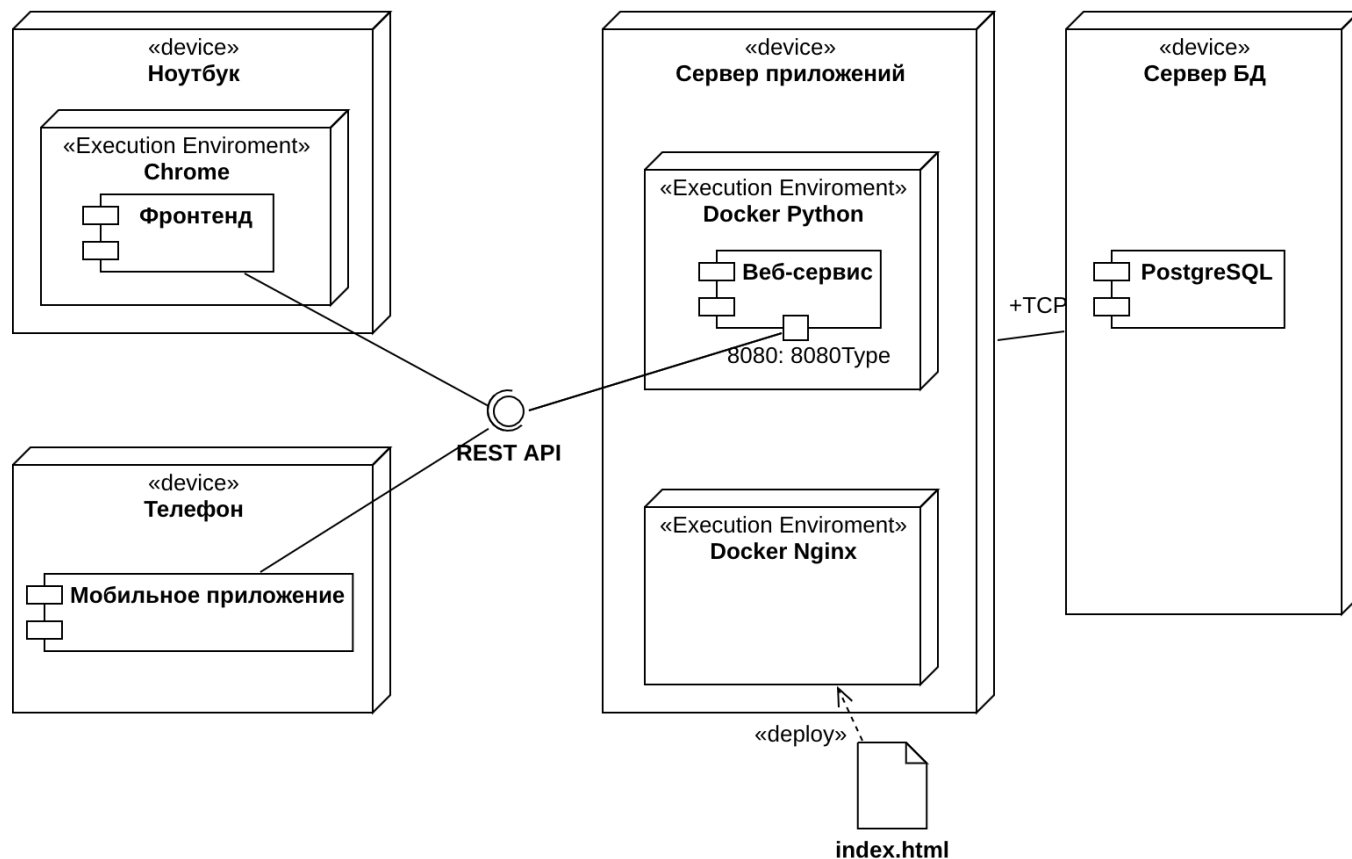 «device»
Ноутбук
«Execution Enviroment»
Chrome
Фронтенд
«device»
Телефон
Мобильное приложение
REST API
«device»
Сервер приложений
«Execution Enviroment»
Docker Python
Веб-сервис
8080: 8080Type
«Execution Enviroment»
Docker Nginx
«deploy»
index.html
+TCP
«device»
Сервер БД
PostgreSQL